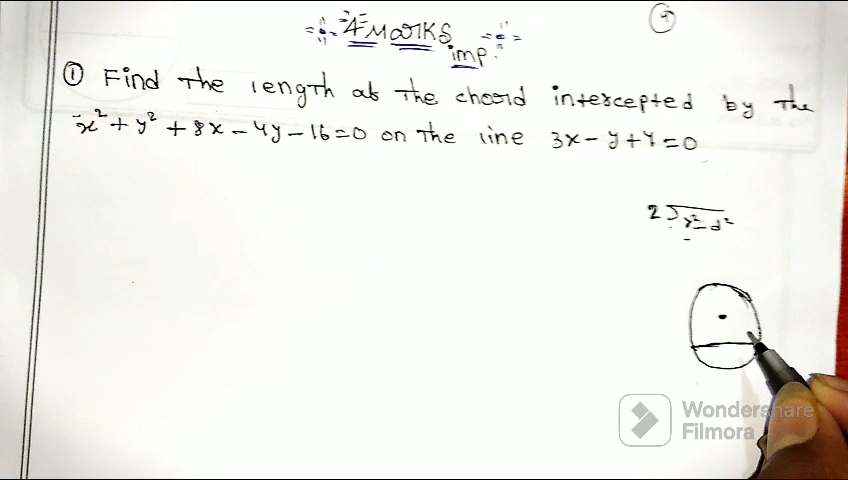 4 Marks
imp.
① Find The length of The chord intercepted by The
x² + y² + 8x - 4y - 16 = 0 on the line 3x - y + 4 = 0
2√r² - d²
Wondershare
Filmora